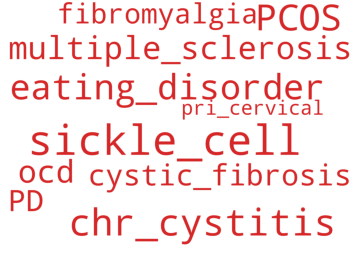 fibromyalgia PCOS
multiple_sclerosis
eating_disorder
pri_cervical
sickle_cell
ocd cystic_fibrosis
PD
chr_cystitis